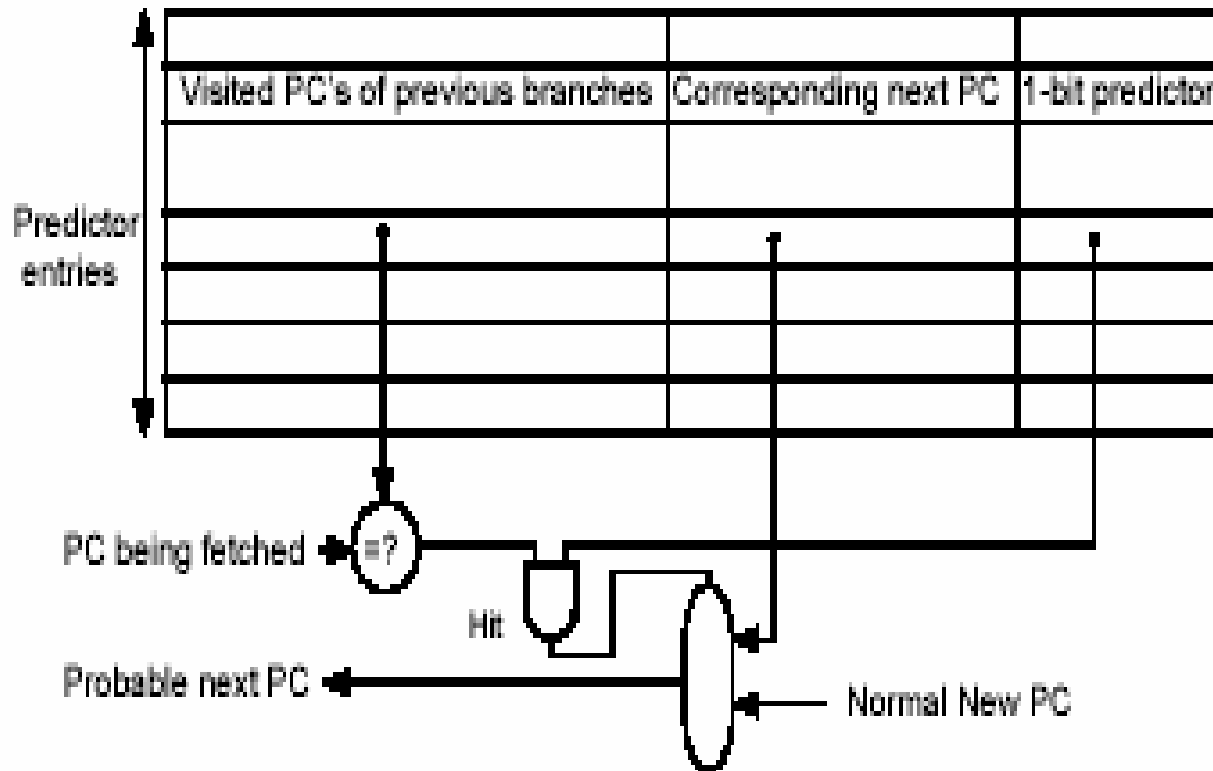 Visited PC's of previous branches
Corresponding next PC
1-bit predictor
Predictor
entries
PC being fetched
=?
Hit
Probable next PC
Normal New PC